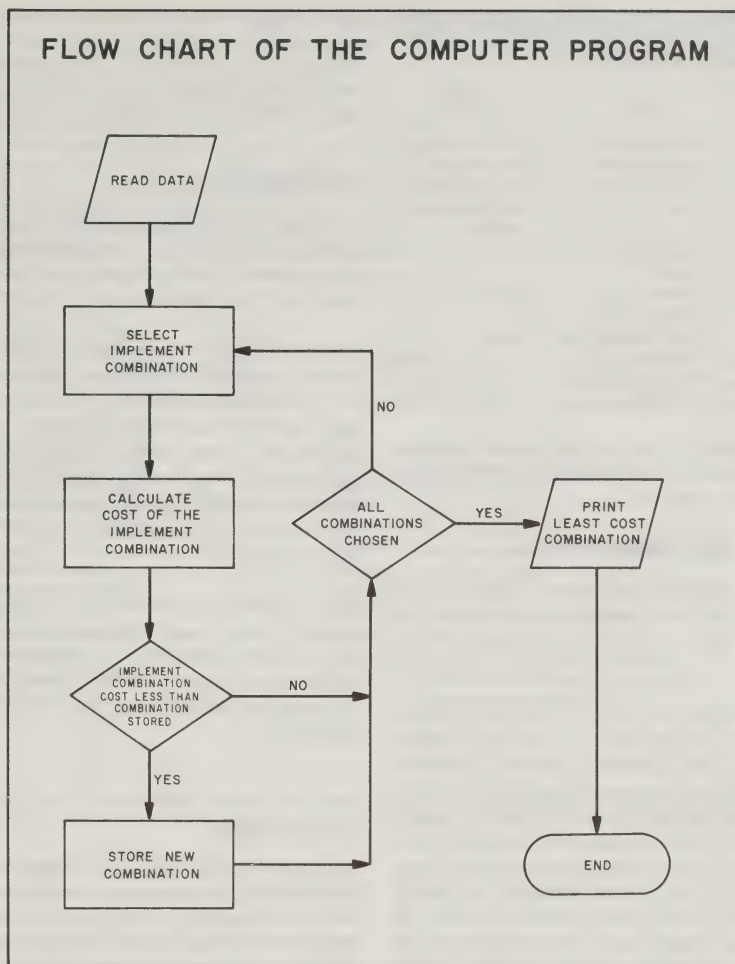 FLOW CHART OF THE COMPUTER PROGRAM
READ DATA
SELECT
IMPLEMENT
COMBINATION
CALCULATE
COST OF THE
IMPLEMENT
COMBINATION
IMPLEMENT
COMBINATION
COST LESS THAN
COMBINATION
STORED
NO
YES
STORE NEW
COMBINATION
ALL
COMBINATIONS
CHOSEN
NO
YES
PRINT
LEAST COST
COMBINATION
END